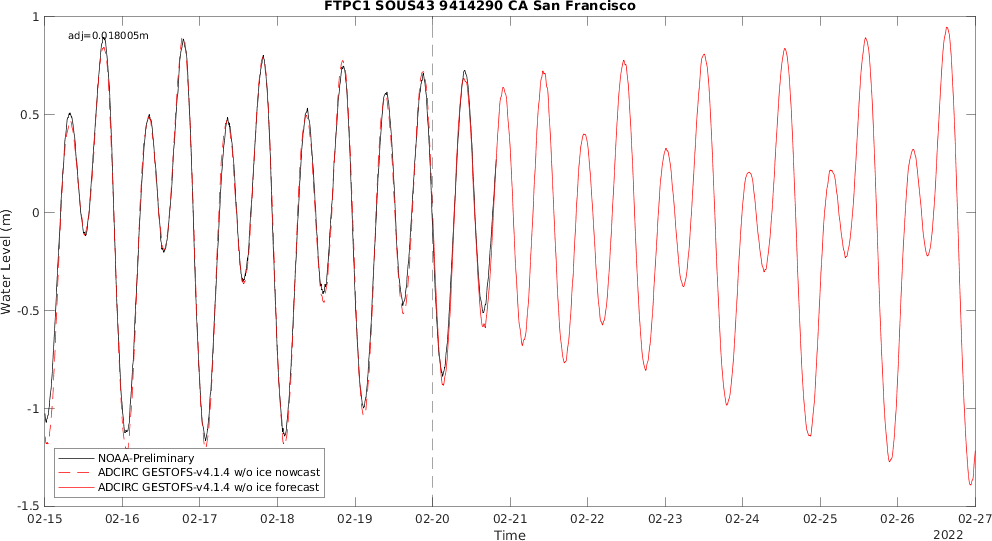 FTPC1 SOUS43 9414290 CA San Francisco
adj=0.018005m
1
0.5
0
-0.5
-1
-1.5
Water Level (m)
NOAA-Preliminary
ADCIRC GESTOFS-v4.1.4 w/o ice nowcast
ADCIRC GESTOFS-v4.1.4 w/o ice forecast
02-15 02-16 02-17 02-18 02-19 02-20 02-21 02-22 02-23 02-24 02-25 02-26 02-27
Time
2022